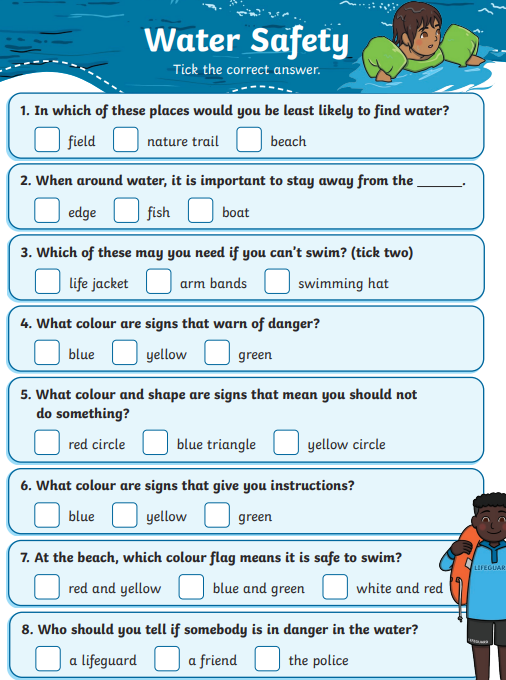 Water Safety
Tick the correct answer.
1. In which of these places would you be least likely to find water?
field nature trail beach
2. When around water, it is important to stay away from the ______.
edge fish boat
3. Which of these may you need if you can't swim? (tick two)
life jacket arm bands swimming hat
4. What colour are signs that warn of danger?
blue yellow green
5. What colour and shape are signs that mean you should not
do something?
red circle blue triangle yellow circle
6. What colour are signs that give you instructions?
blue yellow green
7. At the beach, which colour flag means it is safe to swim?
LIFEGUAR
red and yellow blue and green white and red
8. Who should you tell if somebody is in danger in the water?
LIFEGUARD
a lifeguard a friend the police